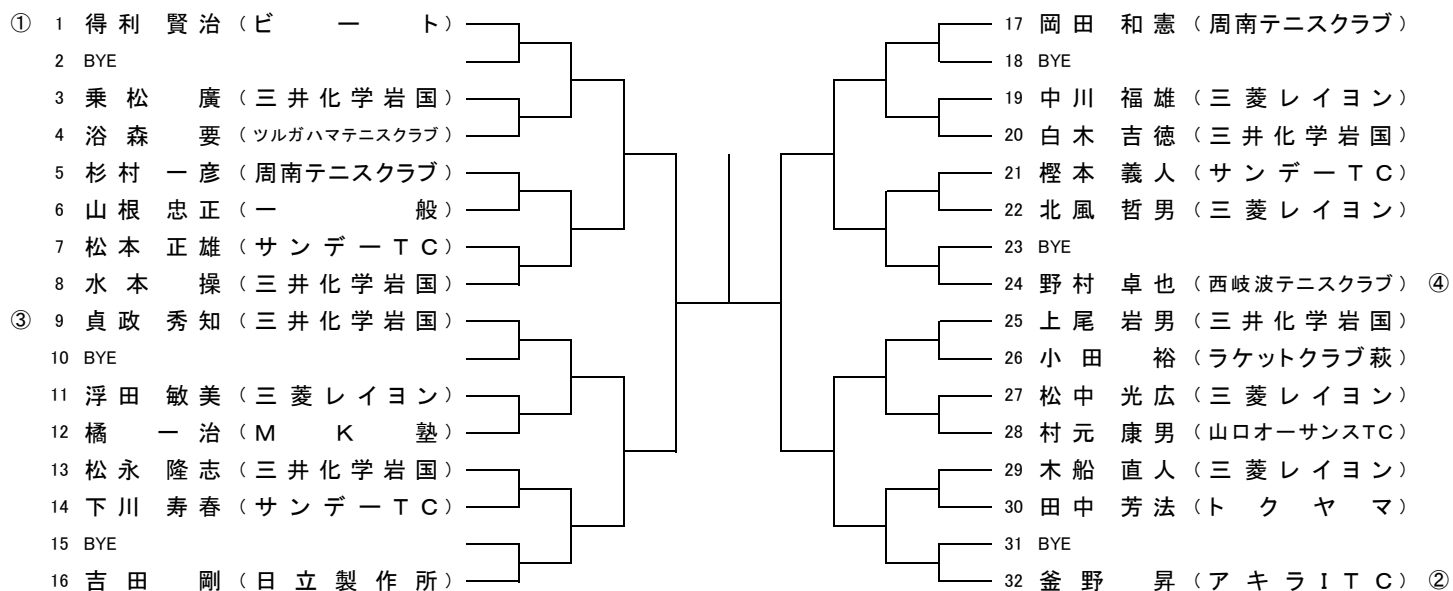 ① 1 得利 賢治 (ビート)
2 BYE
3 乗松 廣 (三井化学岩国)
4 浴森 要 (ツルガハマテニスクラブ)
5 杉村 一彦 (周南テニスクラブ)
6 山根 忠正 (一般)
7 松本 正雄 (サンデーTC)
8 水本 操 (三井化学岩国)
③ 9 貞政 秀知 (三井化学岩国)
10 BYE
11 浮田 敏美 (三菱レイヨン)
12 橘 一治 (MK塾)
13 松永 隆志 (三井化学岩国)
14 下川 寿春 (サンデーTC)
15 BYE
16 吉田 剛 (日立製作所)
17 岡田 和憲 (周南テニスクラブ)
18 BYE
19 中川 福雄 (三菱レイヨン)
20 白木 吉徳 (三井化学岩国)
21 樫本 義人 (サンデーTC)
22 北風 哲男 (三菱レイヨン)
23 BYE
24 野村 卓也 (西岐波テニスクラブ) ④
25 上尾 岩男 (三井化学岩国)
26 小田 裕 (ラケットクラブ萩)
27 松中 光広 (三菱レイヨン)
28 村元 康男 (山口オーサンスTC)
29 木船 直人 (三菱レイヨン)
30 田中 芳法 (トクヤマ)
31 BYE
32 釜野 昇 (アキラITC) ②